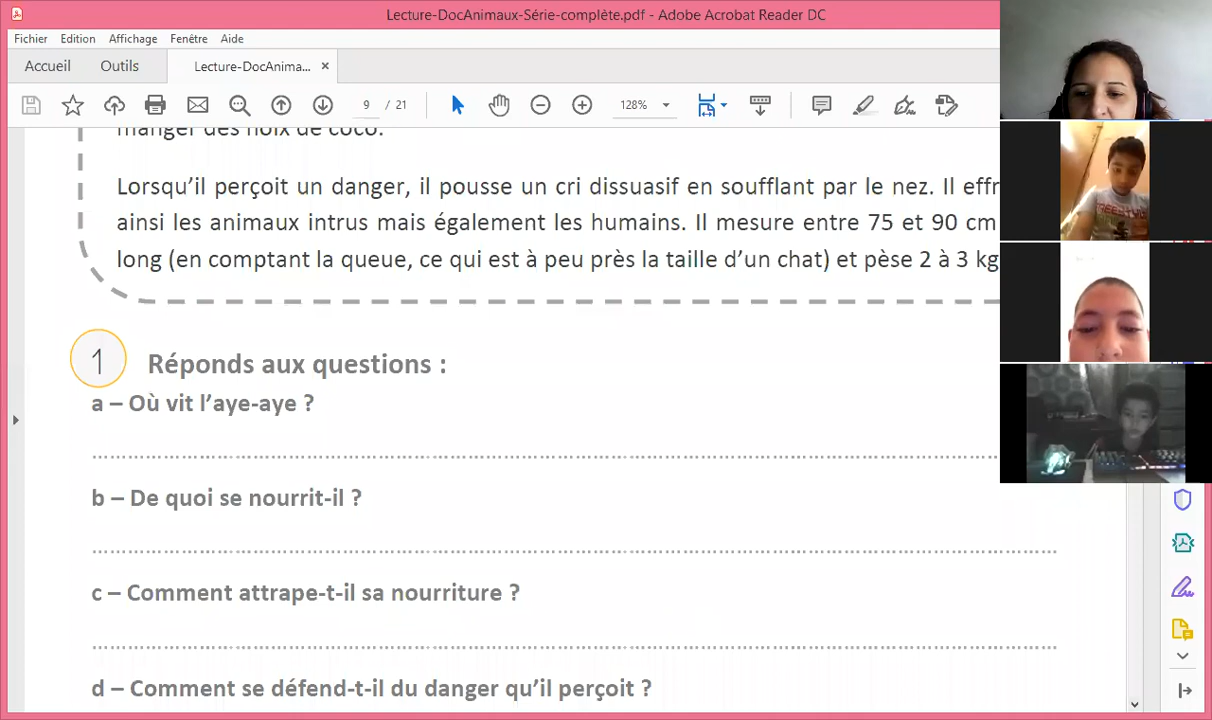 Lecture-DocAnimaux-Série-complète.pdf - Adobe Acrobat Reader DC
Fichier Edition Affichage Fenêtre Aide
Accueil Outils Lecture-DocAnima... ×
9 / 21 128%
manger des noix de coco.
Lorsqu'il perçoit un danger, il pousse un cri dissuasif en soufflant par le nez. Il effr
ainsi les animaux intrus mais également les humains. Il mesure entre 75 et 90 cm
long (en comptant la queue, ce qui est à peu près la taille d'un chat) et pèse 2 à 3 kg
1 Réponds aux questions :
a – Où vit l'aye-aye ?
b – De quoi se nourrit-il ?
c – Comment attrape-t-il sa nourriture ?
d – Comment se défend-t-il du danger qu'il perçoit ?